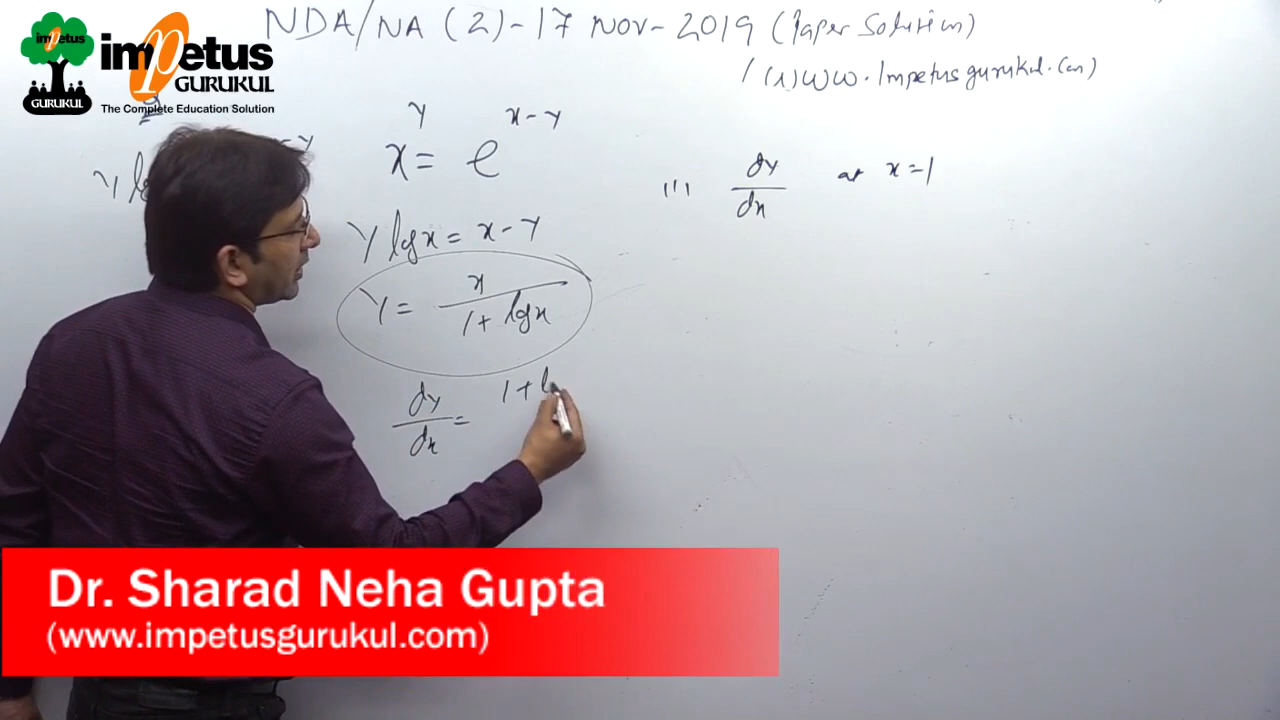 NDA/NA (2)-17 Nov-2019 (Paper Solution)
impetus
impetus
GURUKUL
GURUKUL
The Complete Education Solution
/ www.Impetusgurukul.com)
x^y = e^(x-y)
y log x = x-y
y = x / (1 + log x)
dy/dx =
1 +
dy/dx at x=1
Dr. Sharad Neha Gupta
(www.impetusgurukul.com)